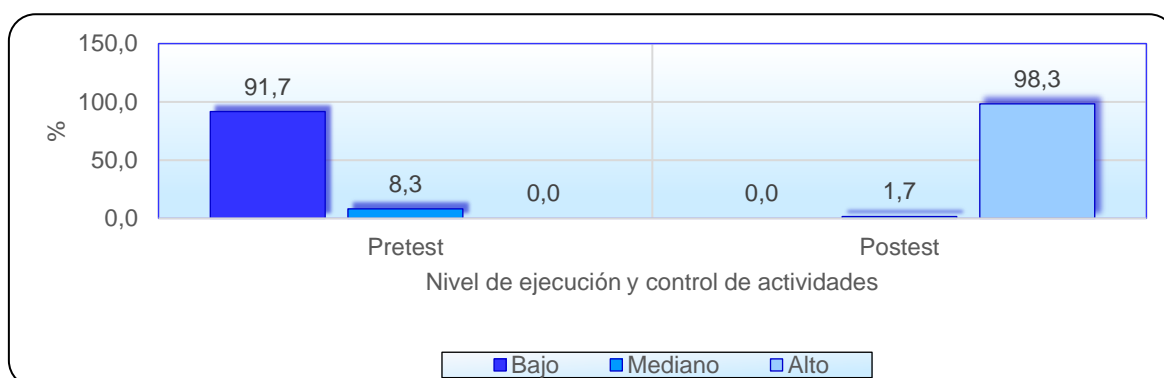 150,0
100,0
50,0
0,0
%
91,7
8,3
0,0
0,0
1,7
98,3
Pretest
Postest
Nivel de ejecución y control de actividades
Bajo Mediano Alto